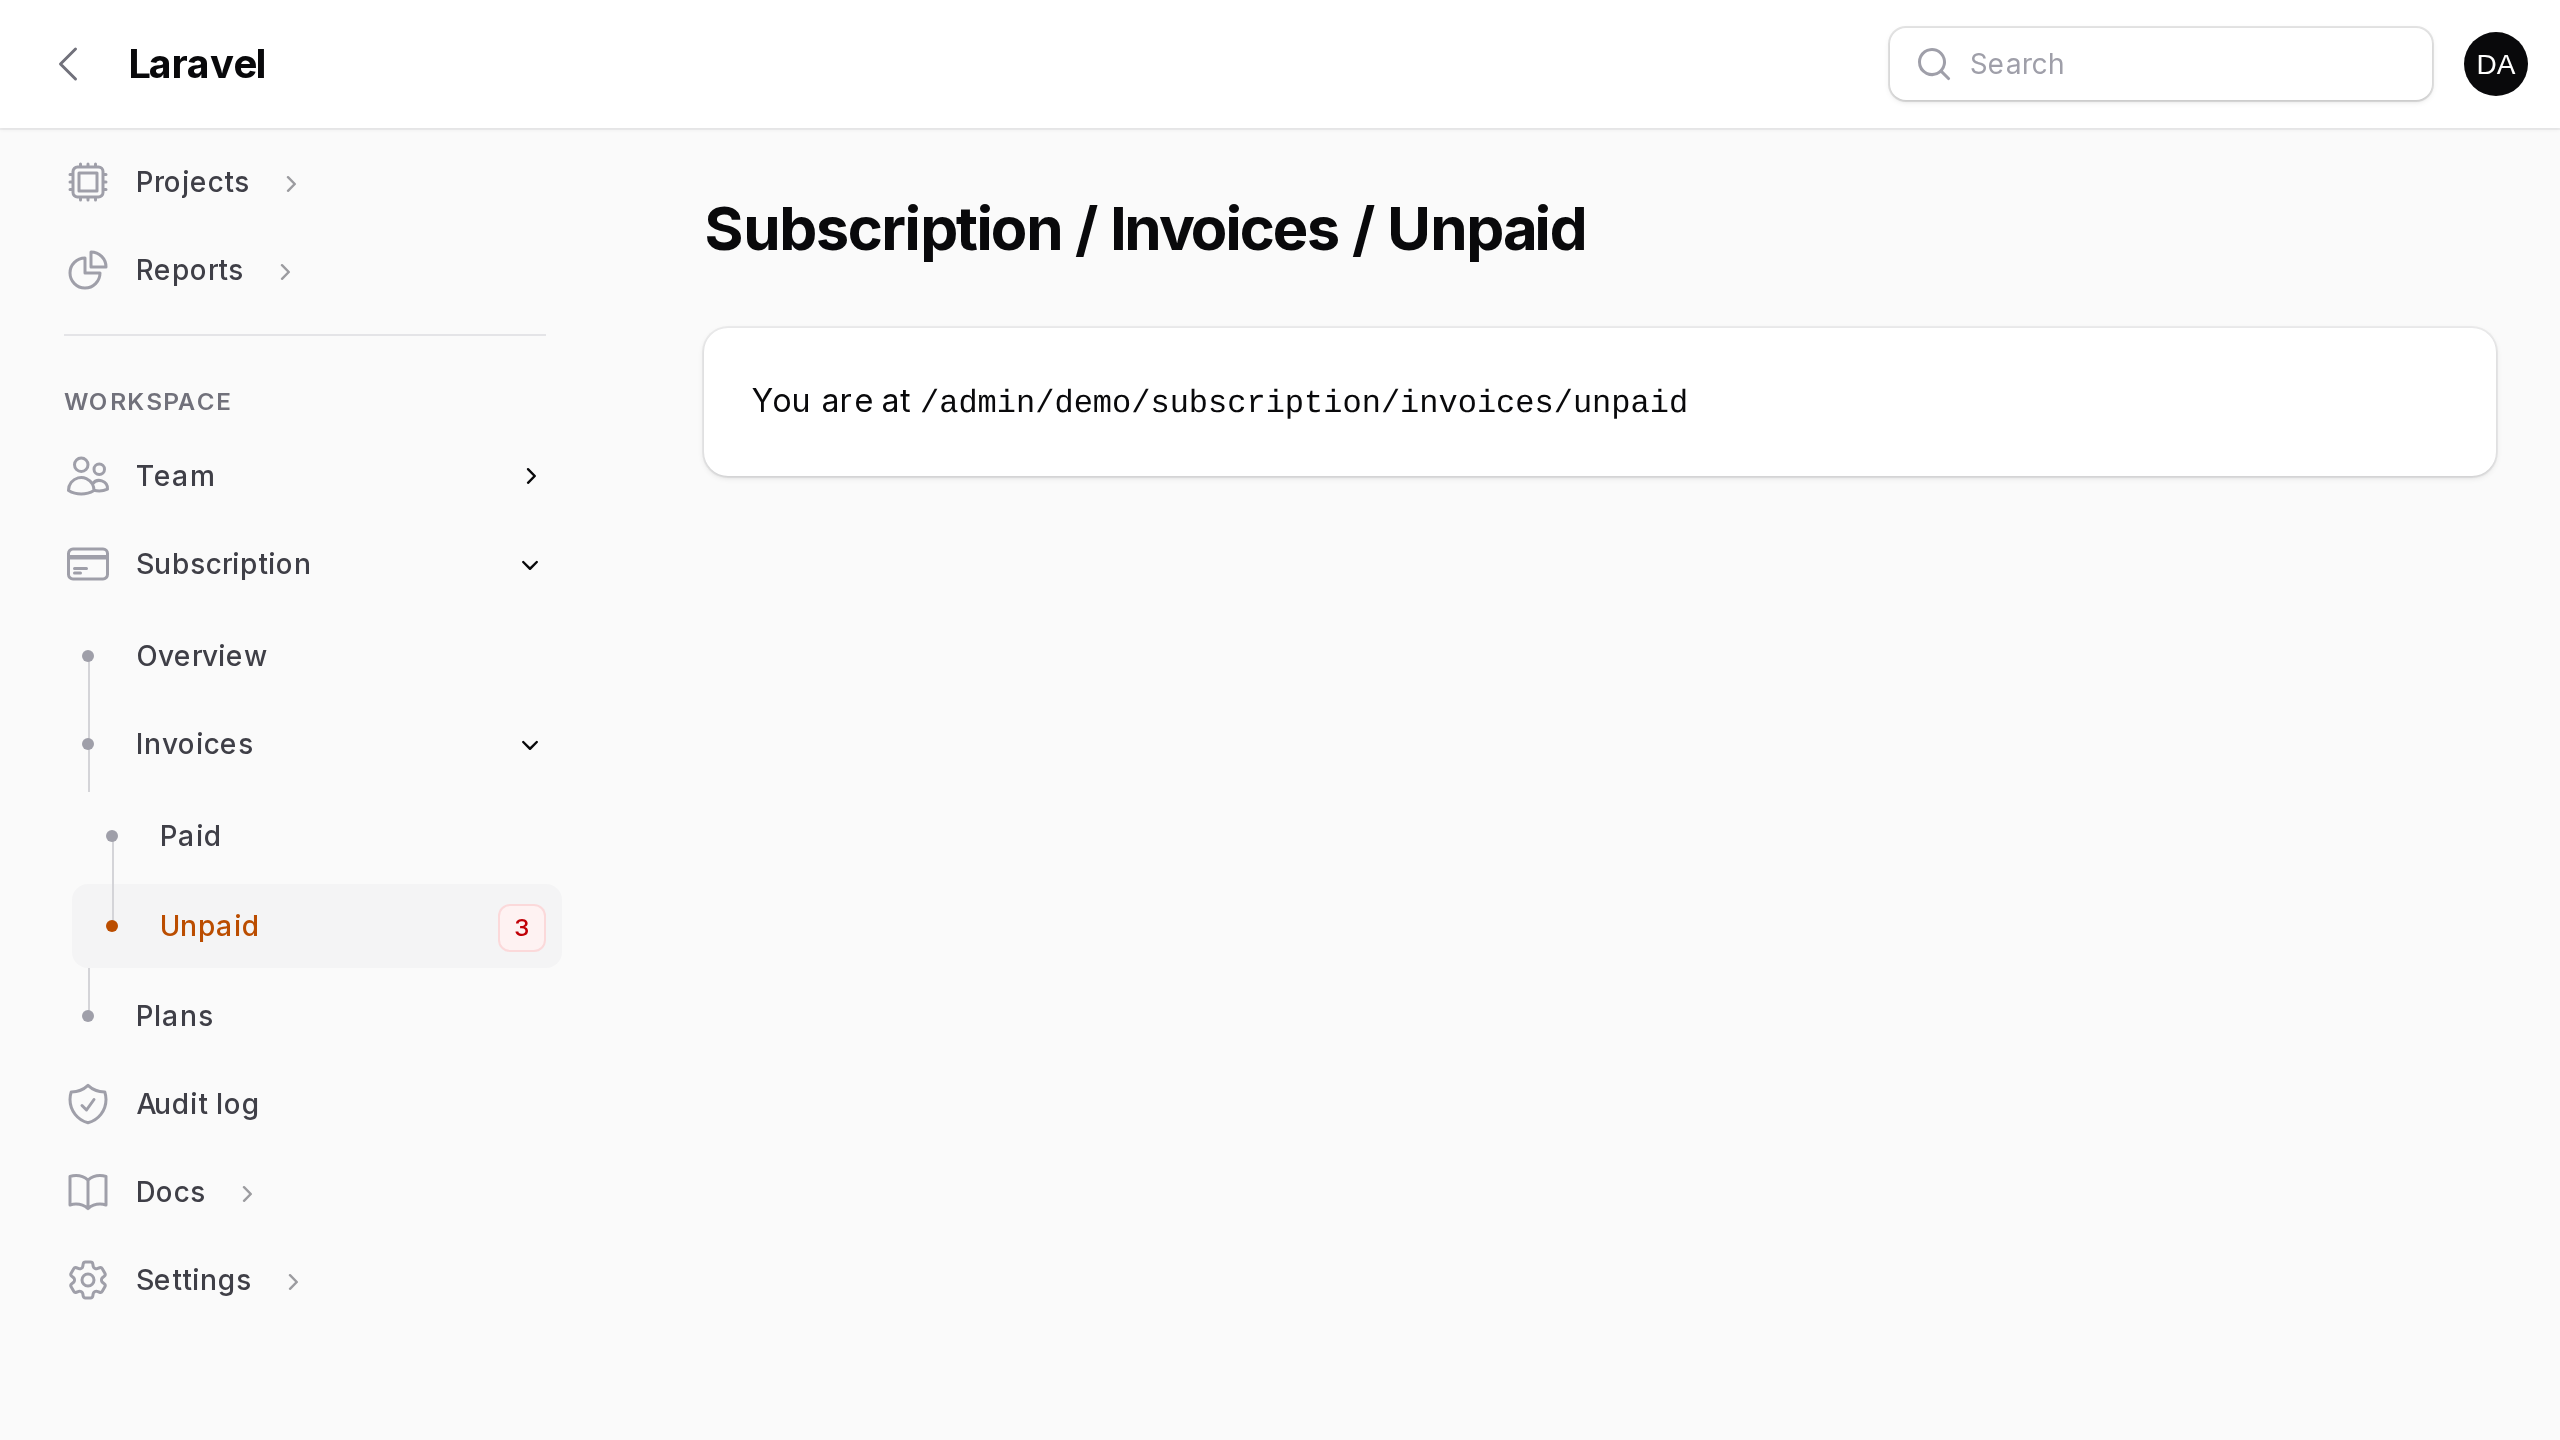 Laravel
Search
DA
Projects
Reports
WORKSPACE
Team
Subscription
Overview
Invoices
Paid
Unpaid
3
Plans
Audit log
Docs
Settings
Subscription / Invoices / Unpaid
You are at /admin/demo/subscription/invoices/unpaid